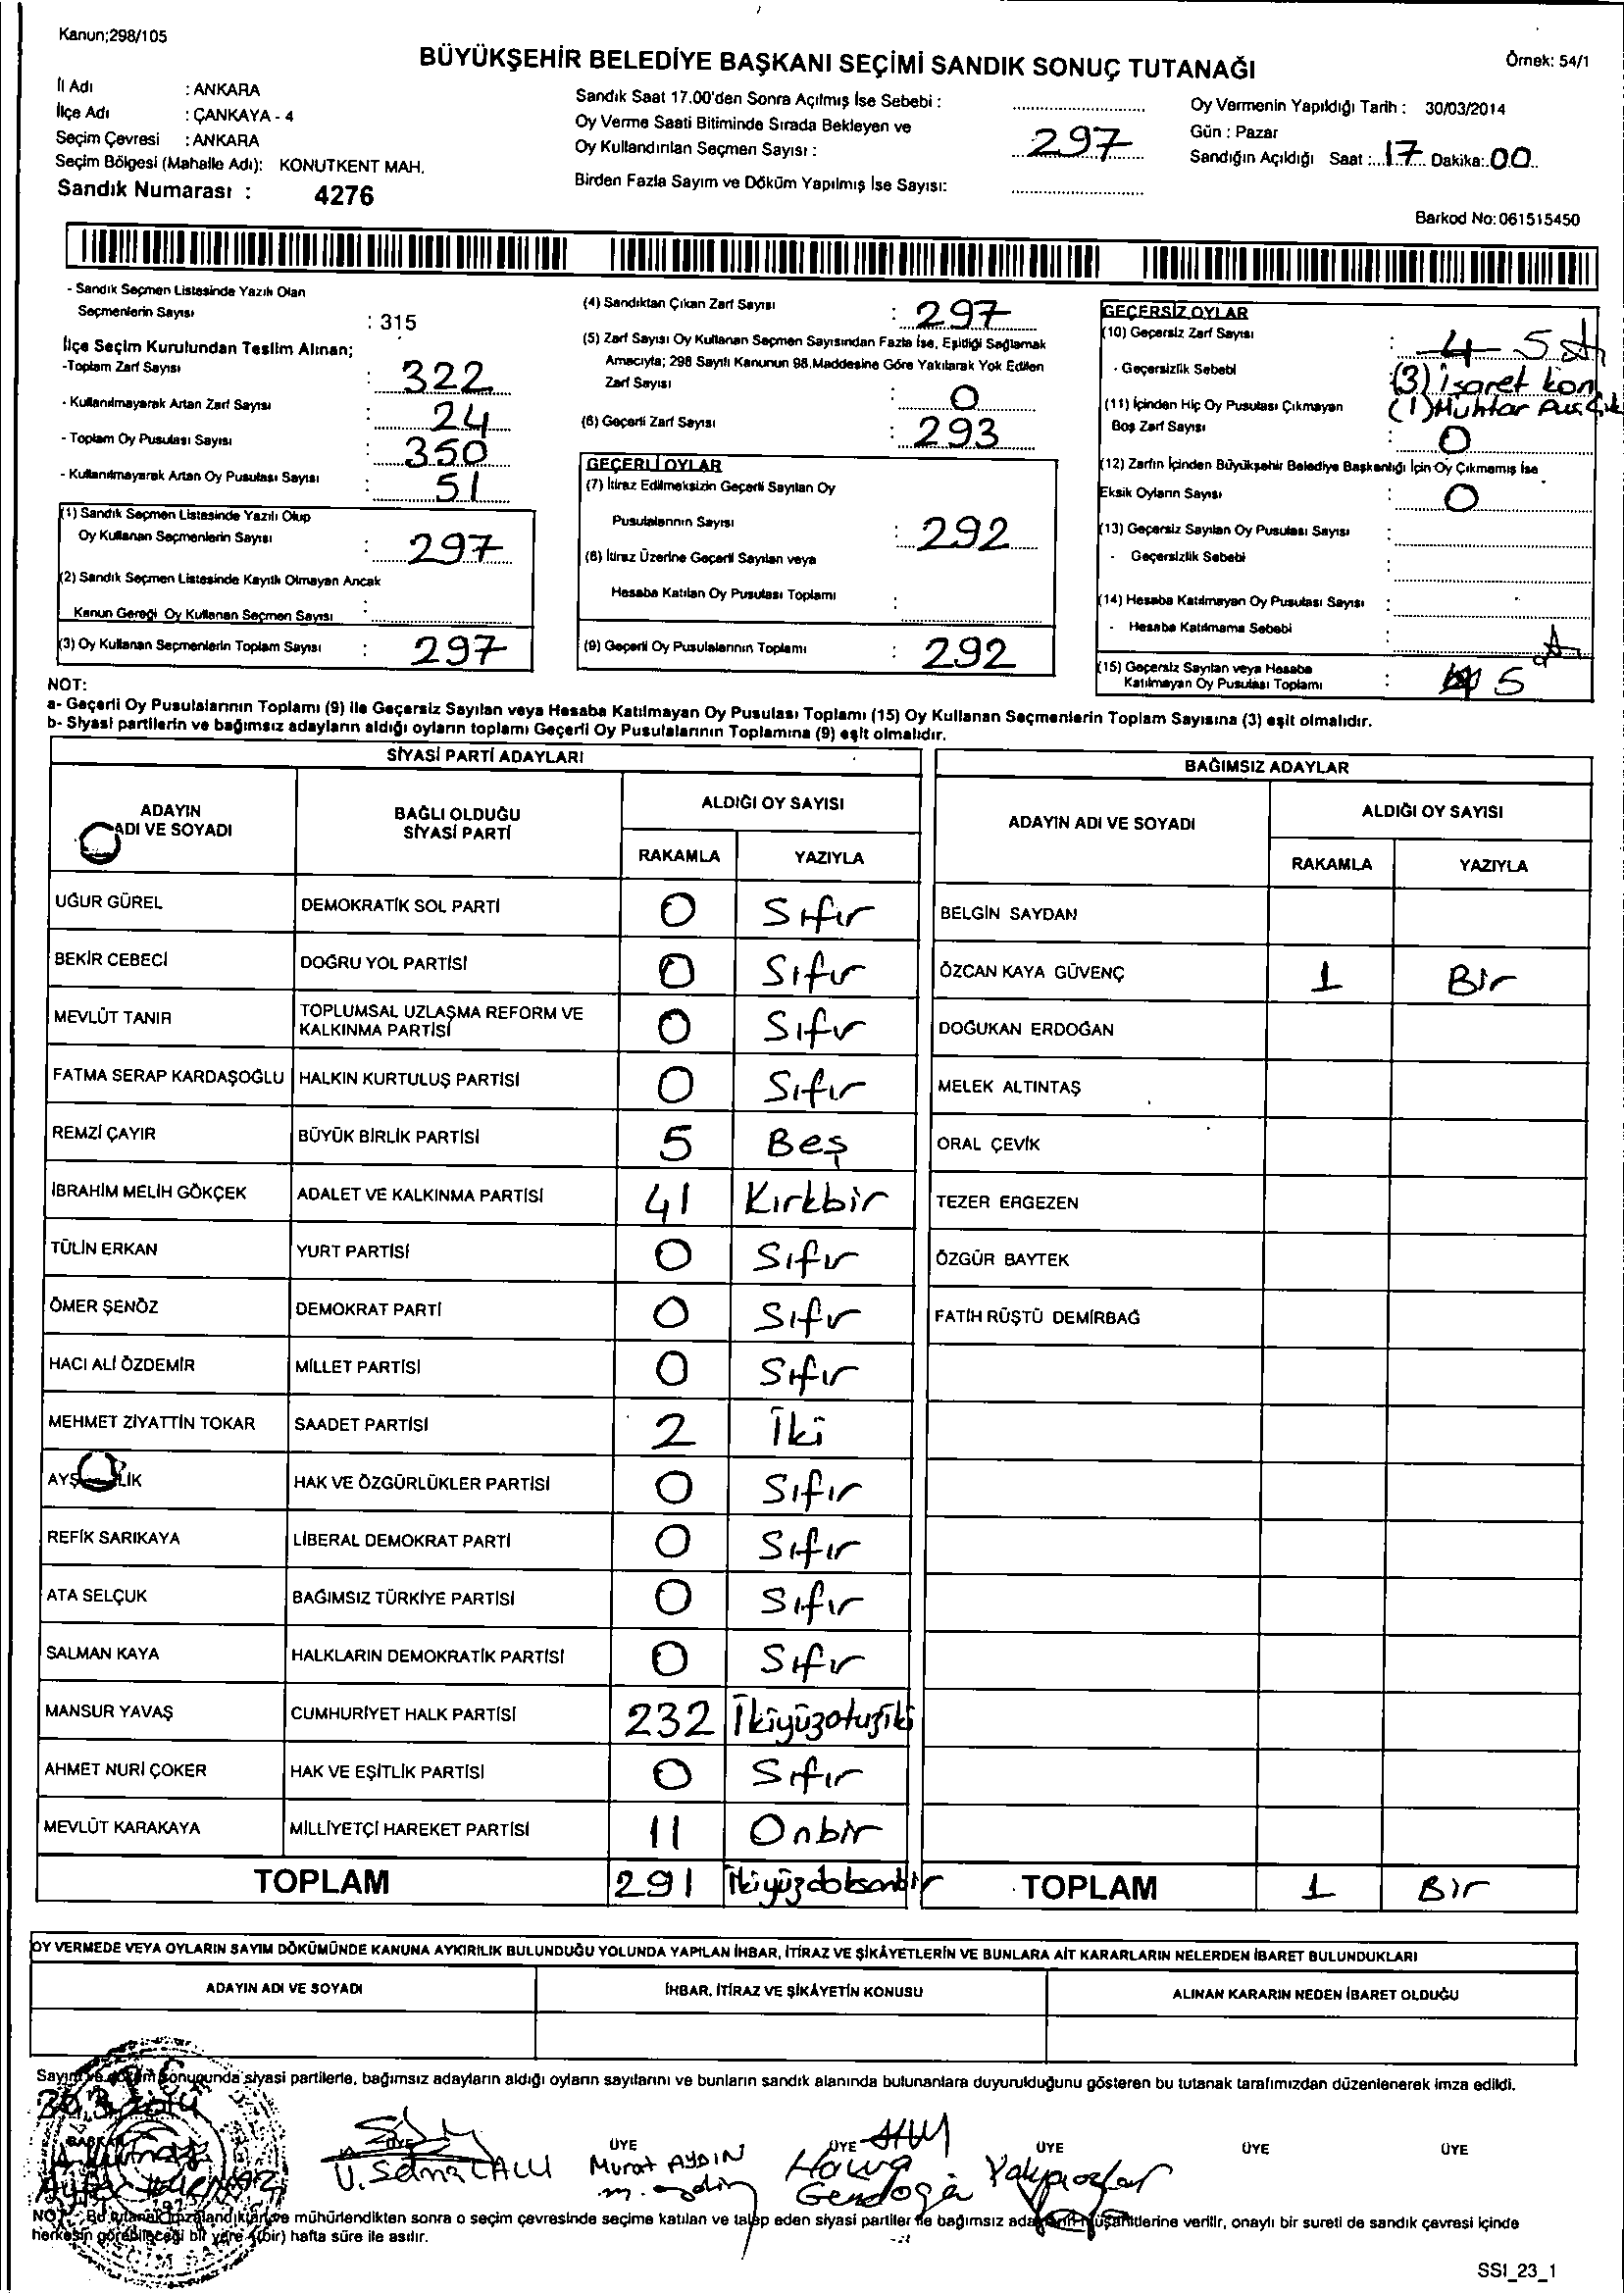 Kanun;298/105
BÜYÜKŞEHİR BELEDİYE BAŞKANI SEÇİMİ SANDIK SONUÇ TUTANAĞI
Örnek: 54/1
İl Adı : ANKARA
İlçe Adı : ÇANKAYA - 4
Seçim Çevresi : ANKARA
Seçim Bölgesi (Mahalle Adı): KONUTKENT MAH.
Sandık Numarası : 4276
Sandık Saat 17.00'den Sonra Açılmış İse Sebebi :
Oy Verme Saati Bitiminde Sırada Bekleyen ve
Oy Kullandırılan Seçmen Sayısı : 297
Birden Fazla Sayım ve Döküm Yapılmış İse Sayısı:
Oy Vermenin Yapıldığı Tarih : 30/03/2014
Gün : Pazar
Sandığın Açıldığı Saat : 17 Dakika: 00
Barkod No: 061515450
- Sandık Seçmen Listesinde Yazılı Olan
Seçmenlerin Sayısı : 315
İlçe Seçim Kurulundan Teslim Alınan;
-Toplam Zarf Sayısı : 322
- Kullanılmayarak Artan Zarf Sayısı : 24
- Toplam Oy Pusulası Sayısı : 350
- Kullanılmayarak Artan Oy Pusulası Sayısı : 51
(1) Sandık Seçmen Listesinde Yazılı Olup
Oy Kullanan Seçmenlerin Sayısı : 297
(2) Sandık Seçmen Listesinde Kayıtlı Olmayan Ancak
Kanun Gereği Oy Kullanan Seçmen Sayısı :
(3) Oy Kullanan Seçmenlerin Toplam Sayısı : 297
(4) Sandıktan Çıkan Zarf Sayısı : 297
(5) Zarf Sayısı Oy Kullanan Seçmen Sayısından Fazla İse, Eşitliği Sağlamak
Amacıyla; 298 Sayılı Kanunun 98.Maddesine Göre Yakılarak Yok Edilen
Zarf Sayısı : 0
(6) Geçerli Zarf Sayısı : 293
GEÇERLİ OYLAR
(7) İtiraz Edilmeksizin Geçerli Sayılan Oy
Pusulalarının Sayısı : 292
(8) İtiraz Üzerine Geçerli Sayılan veya
Hesaba Katılan Oy Pusulası Toplamı :
(9) Geçerli Oy Pusulalarının Toplamı : 292
GEÇERSİZ OYLAR
(10) Geçersiz Zarf Sayısı : 4 5
- Geçersizlik Sebebi : (3) işaret kon
(1) Muhtar
(11) İçinden Hiç Oy Pusulası Çıkmayan
Boş Zarf Sayısı : 0
(12) Zarfın İçinden Büyükşehir Belediye Başkanlığı İçin Oy Çıkmamış İse
Eksik Oyların Sayısı : 0
(13) Geçersiz Sayılan Oy Pusulası Sayısı :
- Geçersizlik Sebebi :
(14) Hesaba Katılmayan Oy Pusulası Sayısı :
- Hesaba Katılmama Sebebi :
(15) Geçersiz Sayılan veya Hesaba
Katılmayan Oy Pusulası Toplamı : 5
NOT:
a- Geçerli Oy Pusulalarının Toplamı (9) ile Geçersiz Sayılan veya Hesaba Katılmayan Oy Pusulası Toplamı (15) Oy Kullanan Seçmenlerin Toplam Sayısına (3) eşit olmalıdır.
b- Siyasi partilerin ve bağımsız adayların aldığı oyların toplamı Geçerli Oy Pusulalarının Toplamına (9) eşit olmalıdır.
SİYASİ PARTİ ADAYLARI
ADAYIN ADI VE SOYADI
BAĞLI OLDUĞU SİYASİ PARTİ
ALDIĞI OY SAYISI
RAKAMLA YAZIYLA
UĞUR GÜREL DEMOKRATİK SOL PARTİ 0 Sıfır
BEKİR CEBECİ DOĞRU YOL PARTİSİ 0 Sıfır
MEVLÜT TANIR TOPLUMSAL UZLAŞMA REFORM VE KALKINMA PARTİSİ 0 Sıfır
FATMA SERAP KARDAŞOĞLU HALKIN KURTULUŞ PARTİSİ 0 Sıfır
REMZİ ÇAYIR BÜYÜK BİRLİK PARTİSİ 5 Beş
İBRAHİM MELİH GÖKÇEK ADALET VE KALKINMA PARTİSİ 41 Kırkbir
TÜLİN ERKAN YURT PARTİSİ 0 Sıfır
ÖMER ŞENÖZ DEMOKRAT PARTİ 0 Sıfır
HACI ALİ ÖZDEMİR MİLLET PARTİSİ 0 Sıfır
MEHMET ZİYATTİN TOKAR SAADET PARTİSİ 2 İki
AYŞ LİK HAK VE ÖZGÜRLÜKLER PARTİSİ 0 Sıfır
REFİK SARIKAYA LİBERAL DEMOKRAT PARTİ 0 Sıfır
ATA SELÇUK BAĞIMSIZ TÜRKİYE PARTİSİ 0 Sıfır
SALMAN KAYA HALKLARIN DEMOKRATİK PARTİSİ 0 Sıfır
MANSUR YAVAŞ CUMHURİYET HALK PARTİSİ 232 İkiyüzotuziki
AHMET NURİ ÇOKER HAK VE EŞİTLİK PARTİSİ 0 Sıfır
MEVLÜT KARAKAYA MİLLİYETÇİ HAREKET PARTİSİ 11 Onbir
TOPLAM 291 İkiyüzdoksanbir
BAĞIMSIZ ADAYLAR
ADAYIN ADI VE SOYADI
ALDIĞI OY SAYISI
RAKAMLA YAZIYLA
BELGİN SAYDAN
ÖZCAN KAYA GÜVENÇ 1 Bir
DOĞUKAN ERDOĞAN
MELEK ALTINTAŞ
ORAL ÇEVİK
TEZER ERGEZEN
ÖZGÜR BAYTEK
FATİH RÜŞTÜ DEMİRBAĞ
TOPLAM 1 Bir
OY VERMEDE VEYA OYLARIN SAYIM DÖKÜMÜNDE KANUNA AYKIRILIK BULUNDUĞU YOLUNDA YAPILAN İHBAR, İTİRAZ VE ŞİKÂYETLERİN VE BUNLARA AİT KARARLARIN NELERDEN İBARET BULUNDUKLARI
ADAYIN ADI VE SOYADI
İHBAR, İTİRAZ VE ŞİKÂYETİN KONUSU
ALINAN KARARIN NEDEN İBARET OLDUĞU
Sayım ve döküm sonucunda siyasi partilerle, bağımsız adayların aldığı oyların sayılarını ve bunların sandık alanında bulunanlara duyurulduğunu gösteren bu tutanak tarafımızdan düzenlenerek imza edildi.
30.3.2014
BAŞKAN ÜYE ÜYE ÜYE ÜYE ÜYE ÜYE
Ü. Selma ÇALLI
Murat AYDIN
m. aydın
Havva
Gendoğa
NOT:- Bu tutanak imzalandıktan ve mühürlendikten sonra o seçim çevresinde seçime katılan ve talep eden siyasi partiler ile bağımsız aday müşahitlerine verilir, onaylı bir sureti de sandık çevresi içinde
herkesin görebileceği bir yere (bir) hafta süre ile asılır.
SSI_23_1